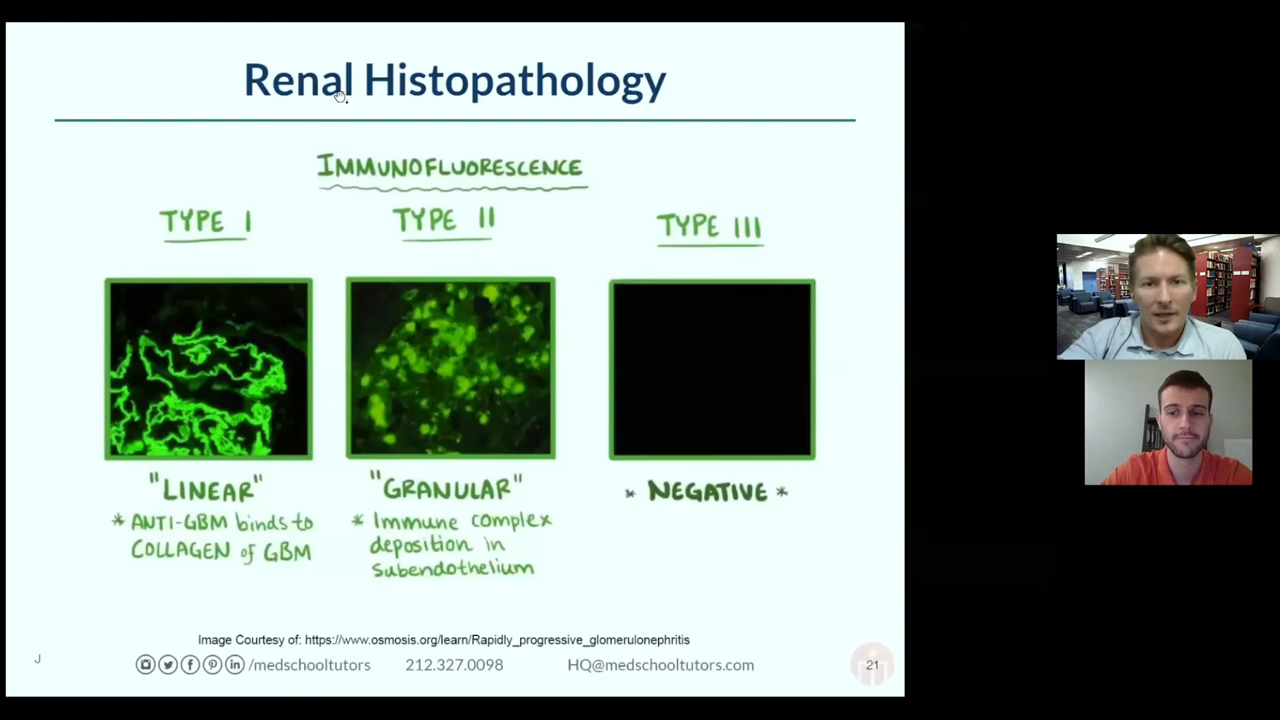 Renal Histopathology
IMMUNOFLUORESCENCE
TYPE I
TYPE II
TYPE III
"LINEAR"
* ANTI-GBM binds to
COLLAGEN of GBM
"GRANULAR"
* Immune complex
deposition in
subendothelium
* NEGATIVE *
Image Courtesy of: https://www.osmosis.org/learn/Rapidly_progressive_glomerulonephritis
J
/medschooltutors 212.327.0098 HQ@medschooltutors.com
21